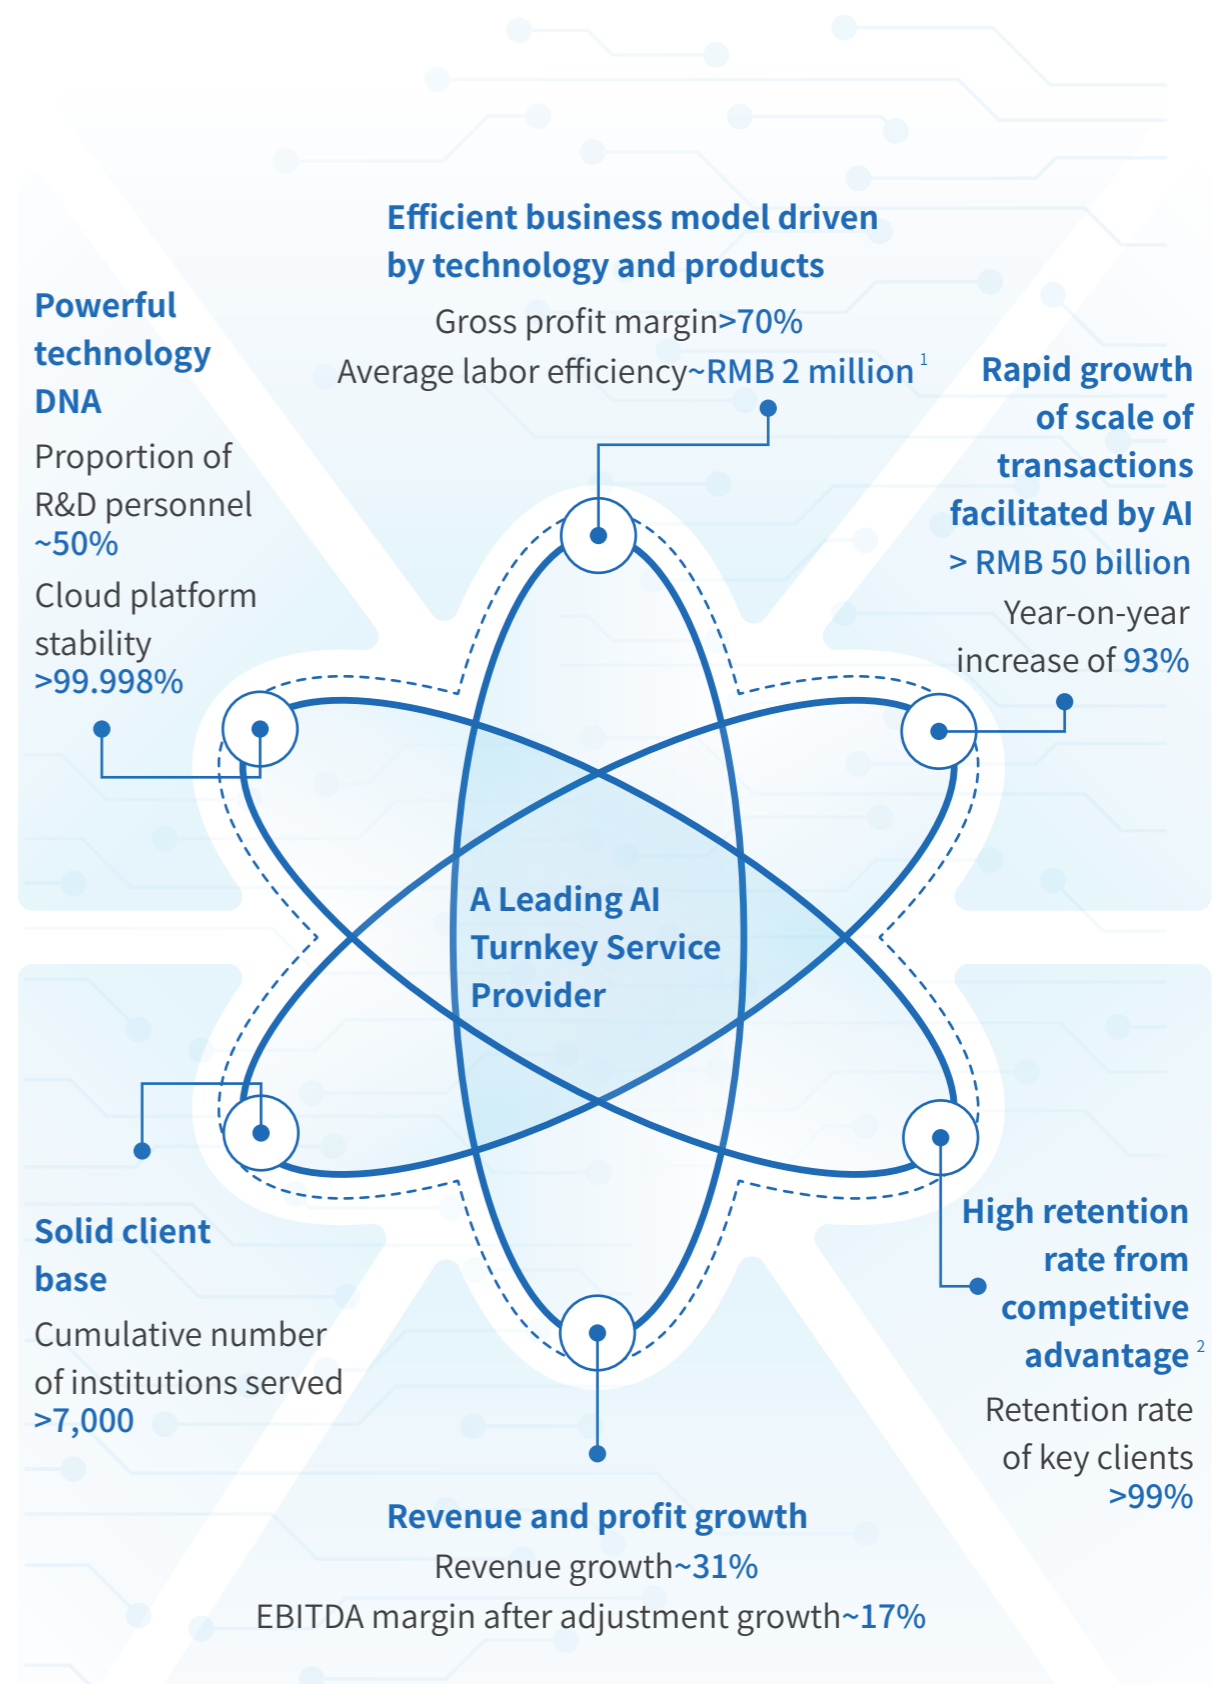 Efficient business model driven
by technology and products
Gross profit margin>70%
Average labor efficiency~RMB 2 million 1
Powerful
technology
DNA
Proportion of
R&D personnel
~50%
Cloud platform
stability
>99.998%
Rapid growth
of scale of
transactions
facilitated by AI
> RMB 50 billion
Year-on-year
increase of 93%
A Leading AI
Turnkey Service
Provider
Solid client
base
Cumulative number
of institutions served
>7,000
High retention
rate from
competitive
advantage 2
Retention rate
of key clients
>99%
Revenue and profit growth
Revenue growth~31%
EBITDA margin after adjustment growth~17%